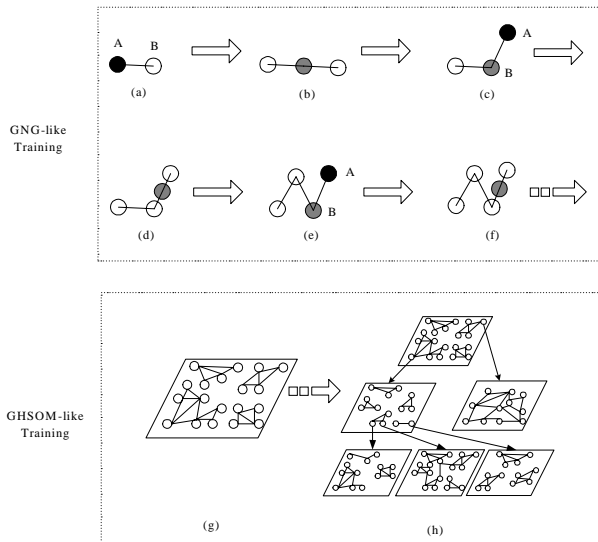 A
B
(a)
(b)
A
B
(c)
GNG-like
Training
(d)
A
B
(e)
(f)
GHSOM-like
Training
(g)
(h)